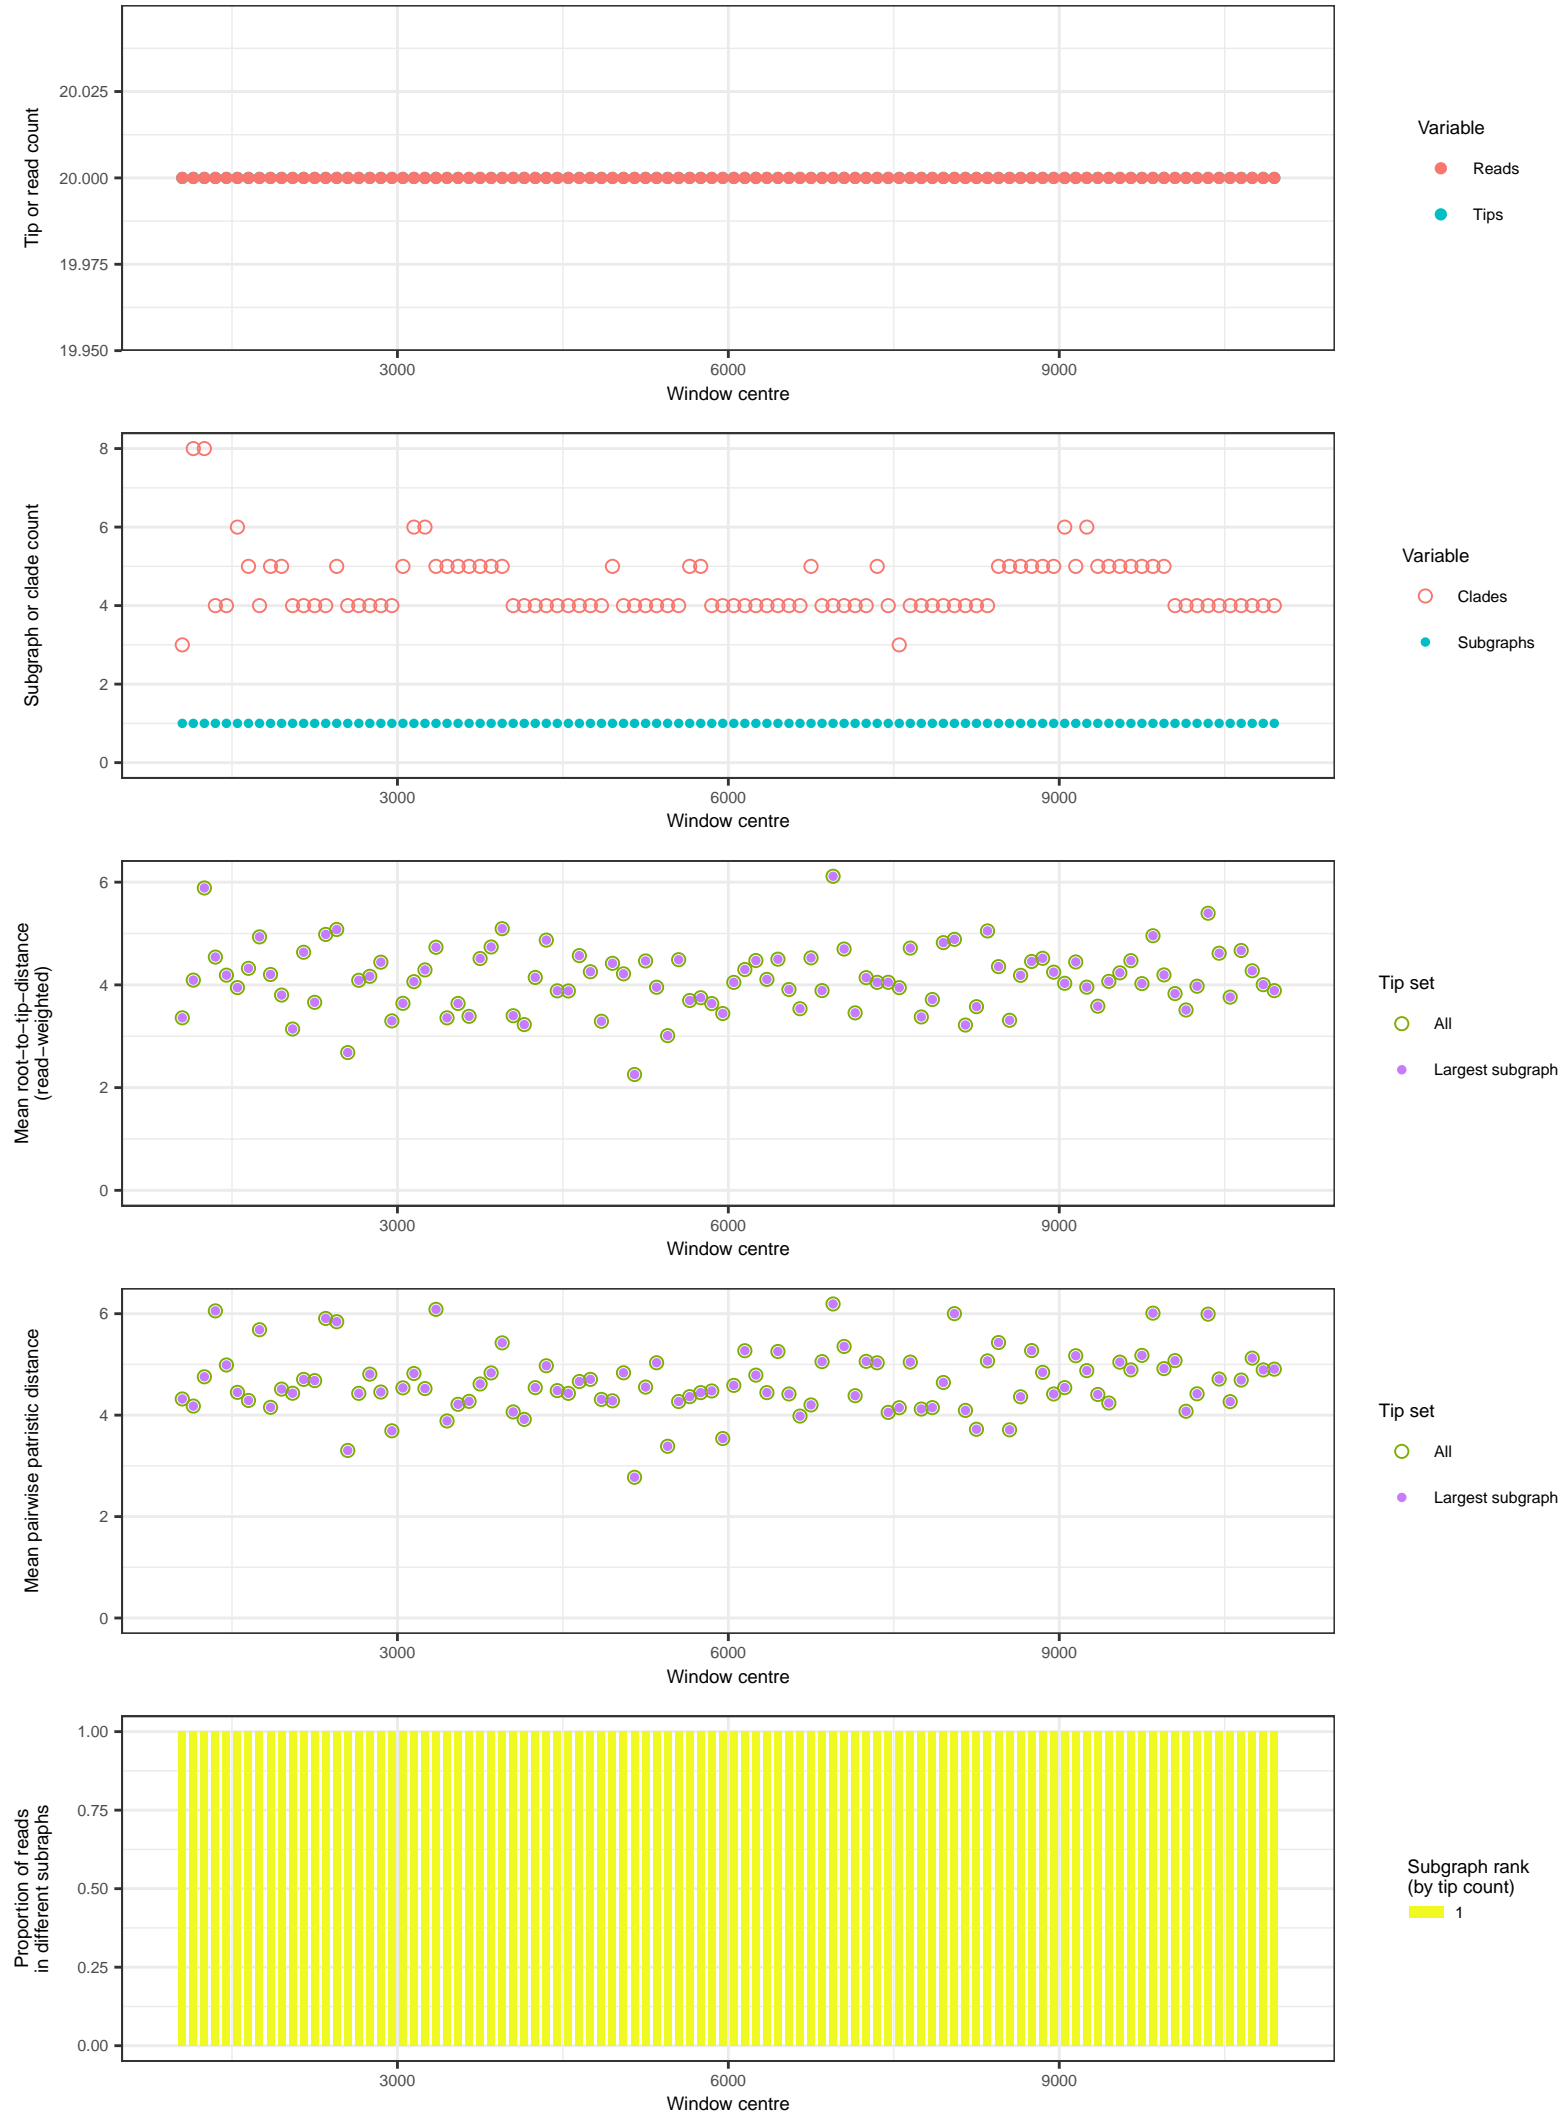 20.025
20.000
19.975
19.950
Tip or read count
3000 6000 9000
Window centre
Variable
Reads
Tips
8
6
4
2
0
Subgraph or clade count
3000 6000 9000
Window centre
Variable
Clades
Subgraphs
6
4
2
0
Mean root−to−tip−distance
(read−weighted)
3000 6000 9000
Window centre
Tip set
All
Largest subgraph
6
4
2
0
Mean pairwise patristic distance
3000 6000 9000
Window centre
Tip set
All
Largest subgraph
1.00
0.75
0.50
0.25
0.00
Proportion of reads
in different subraphs
3000 6000 9000
Window centre
Subgraph rank
(by tip count)
1